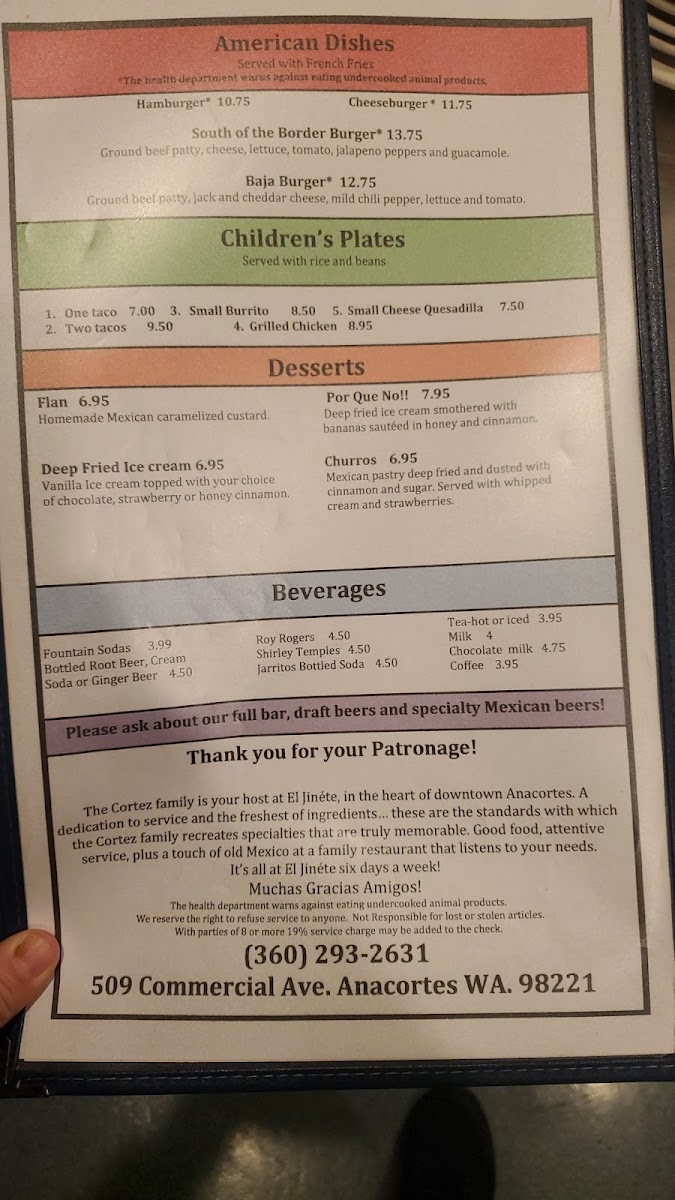 American Dishes
Served with French Fries
*The health department warns against eating undercooked animal products.
Hamburger* 10.75 Cheeseburger * 11.75
South of the Border Burger* 13.75
Ground beef patty, cheese, lettuce, tomato, jalapeno peppers and guacamole.
Baja Burger* 12.75
Ground beef patty, jack and cheddar cheese, mild chili pepper, lettuce and tomato.
Children's Plates
Served with rice and beans
1. One taco 7.00 3. Small Burrito 8.50 5. Small Cheese Quesadilla 7.50
2. Two tacos 9.50 4. Grilled Chicken 8.95
Desserts
Flan 6.95
Homemade Mexican caramelized custard.
Por Que No!! 7.95
Deep fried ice cream smothered with
bananas sautéed in honey and cinnamon.
Deep Fried Ice cream 6.95
Vanilla Ice cream topped with your choice
of chocolate, strawberry or honey cinnamon.
Churros 6.95
Mexican pastry deep fried and dusted with
cinnamon and sugar. Served with whipped
cream and strawberries.
Beverages
Fountain Sodas 3.99
Bottled Root Beer, Cream
Soda or Ginger Beer 4.50
Roy Rogers 4.50
Shirley Temples 4.50
Jarritos Bottled Soda 4.50
Tea-hot or iced 3.95
Milk 4
Chocolate milk 4.75
Coffee 3.95
Please ask about our full bar, draft beers and specialty Mexican beers!
Thank you for your Patronage!
The Cortez family is your host at El Jinéte, in the heart of downtown Anacortes. A
dedication to service and the freshest of ingredients... these are the standards with which
the Cortez family recreates specialties that are truly memorable. Good food, attentive
service, plus a touch of old Mexico at a family restaurant that listens to your needs.
It's all at El Jinéte six days a week!
Muchas Gracias Amigos!
The health department warns against eating undercooked animal products.
We reserve the right to refuse service to anyone. Not Responsible for lost or stolen articles.
With parties of 8 or more 19% service charge may be added to the check.
(360) 293-2631
509 Commercial Ave. Anacortes WA. 98221